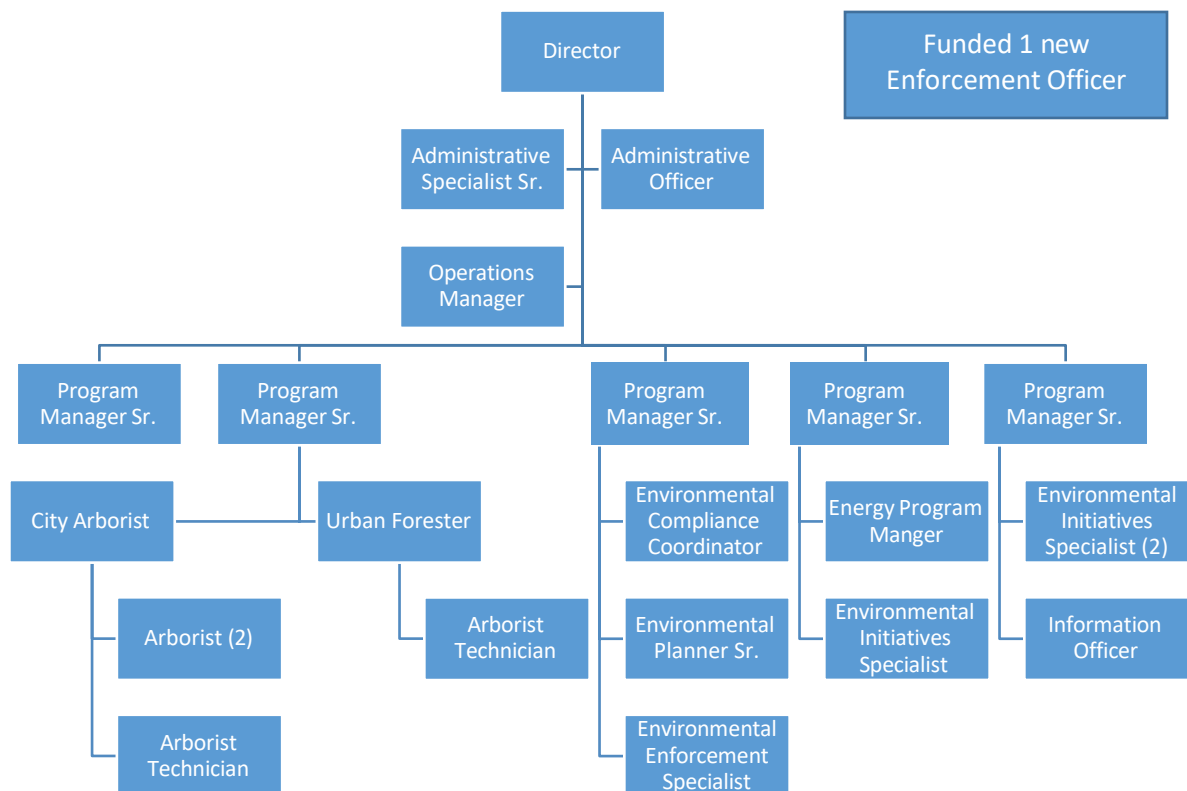 Director
Funded 1 new
Enforcement Officer
Administrative
Specialist Sr.
Administrative
Officer
Operations
Manager
Program
Manager Sr.
Program
Manager Sr.
Program
Manager Sr.
Program
Manager Sr.
Program
Manager Sr.
City Arborist
Urban Forester
Environmental
Compliance
Coordinator
Energy Program
Manger
Environmental
Initiatives
Specialist (2)
Arborist (2)
Arborist
Technician
Environmental
Planner Sr.
Environmental
Initiatives
Specialist
Information
Officer
Arborist
Technician
Environmental
Enforcement
Specialist